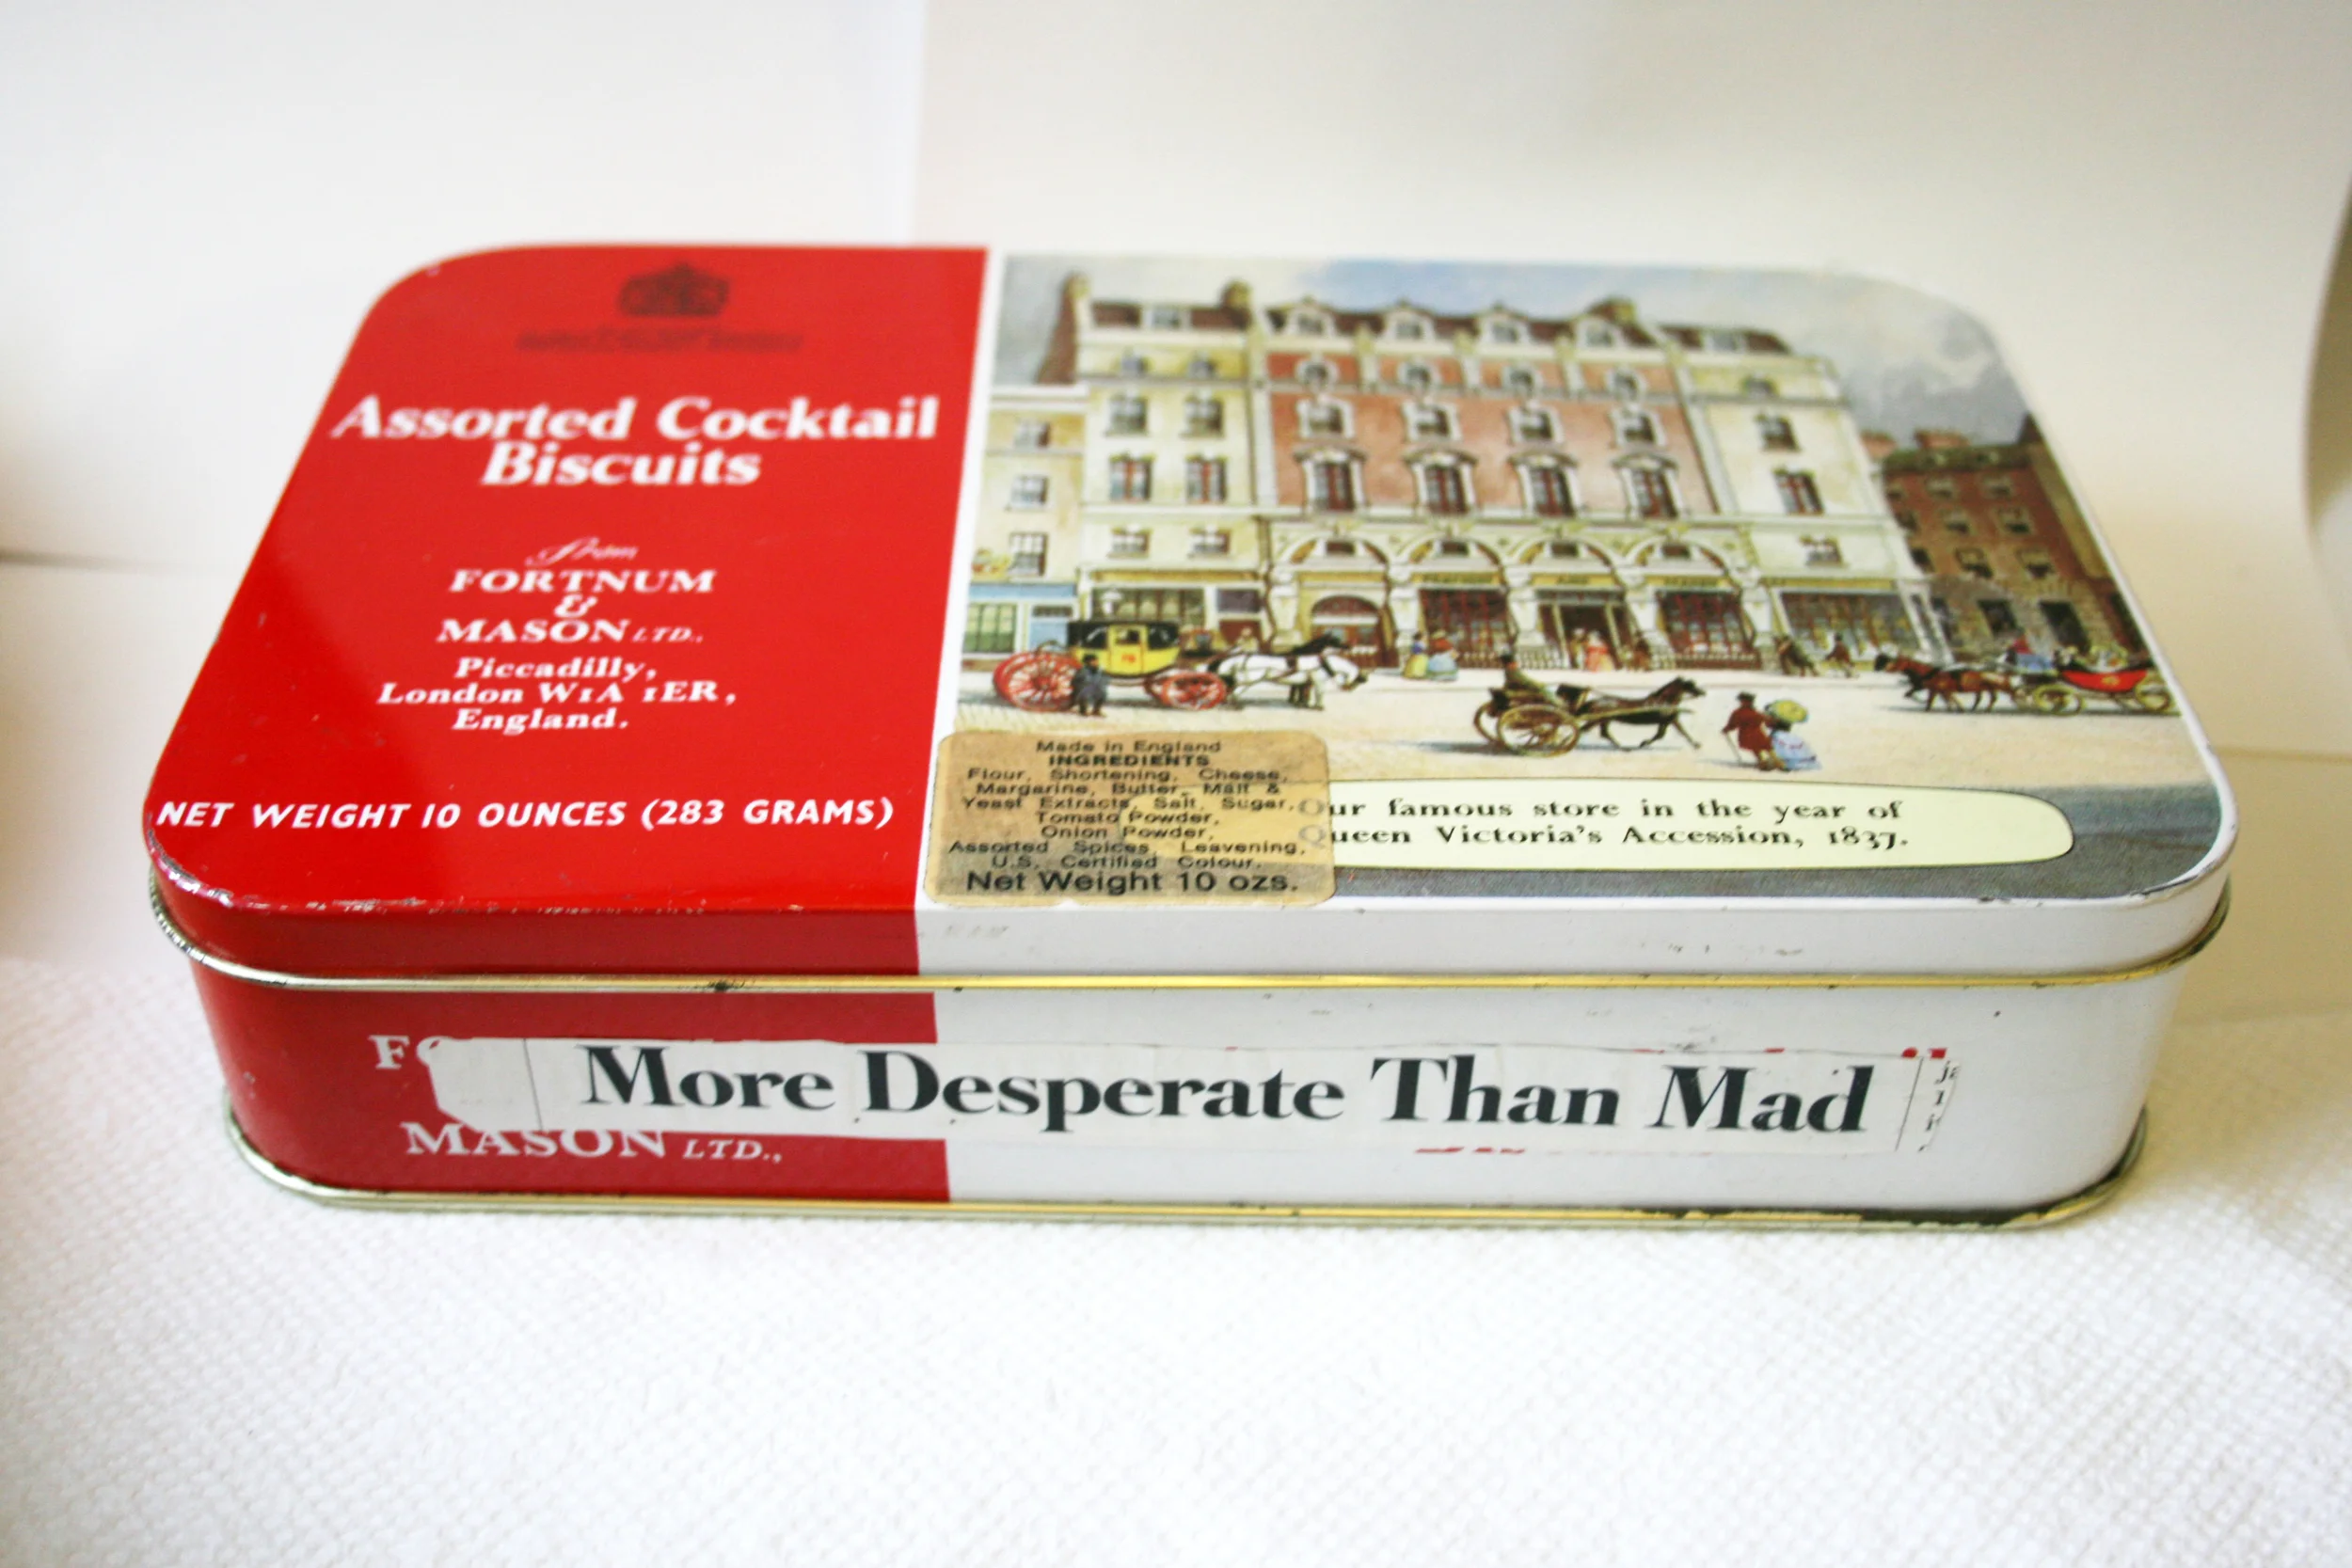 Assorted Cocktail
Biscuits
from
FORTNUM
&
MASON LTD.,
Piccadilly,
London W1A 1ER,
England.
NET WEIGHT 10 OUNCES (283 GRAMS)
Made in England
INGREDIENTS
Flour, Shortening, Cheese,
Margarine, Butter, Malt &
Yeast Extracts, Salt, Sugar,
Tomato Powder,
Onion Powder,
Assorted Spices, Leavening,
U.S. Certified Colour.
Net Weight 10 ozs.
Our famous store in the year of
Queen Victoria's Accession, 1837.
More Desperate Than Mad
MASON LTD.,